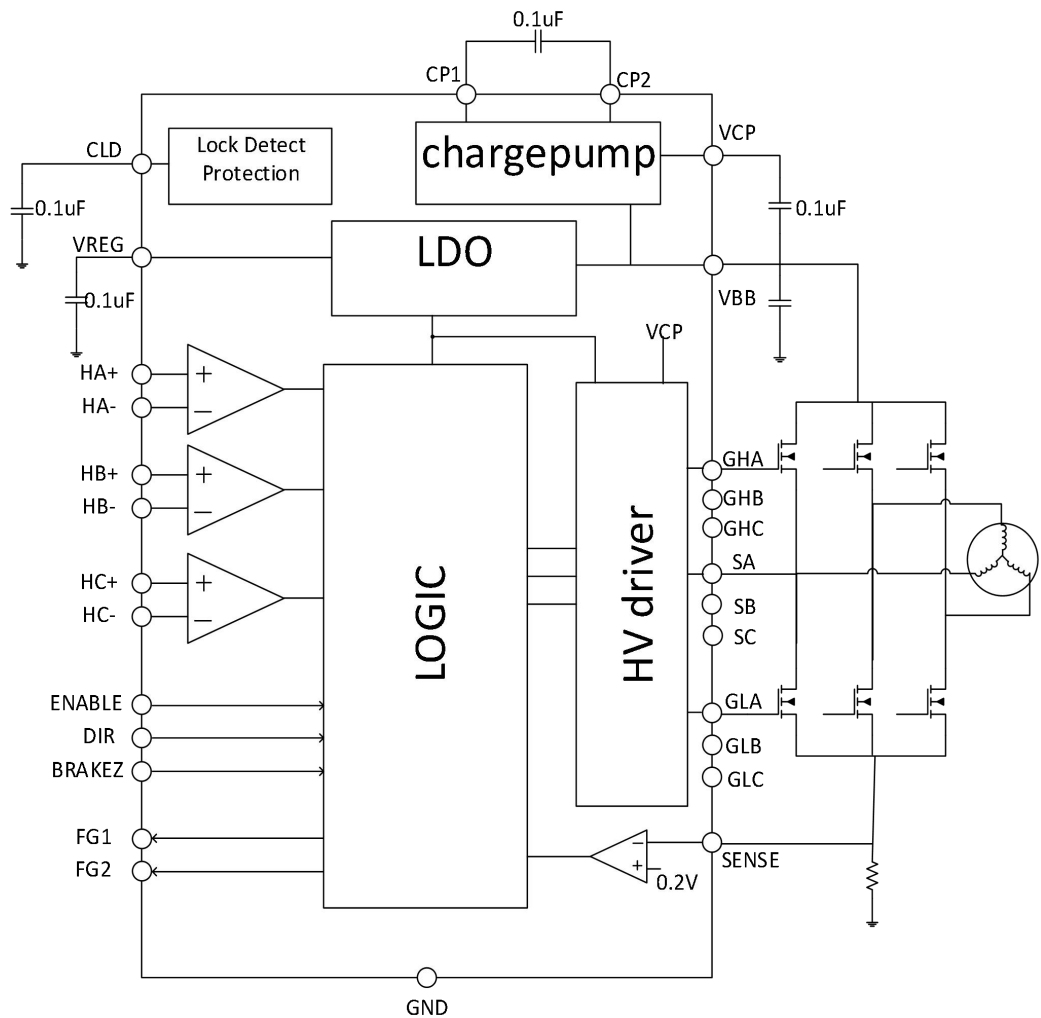 0.1uF
CP1
CP2
CLD
Lock Detect
Protection
chargepump
VCP
0.1uF
0.1uF
VREG
LDO
0.1uF
VBB
VCP
HA+
+
HA-
−
HB+
+
HB-
−
HC+
+
HC-
−
LOGIC
HV driver
GHA
GHB
GHC
SA
SB
SC
ENABLE
DIR
BRAKEZ
GLA
GLB
GLC
FG1
FG2
−
+
0.2V
SENSE
GND